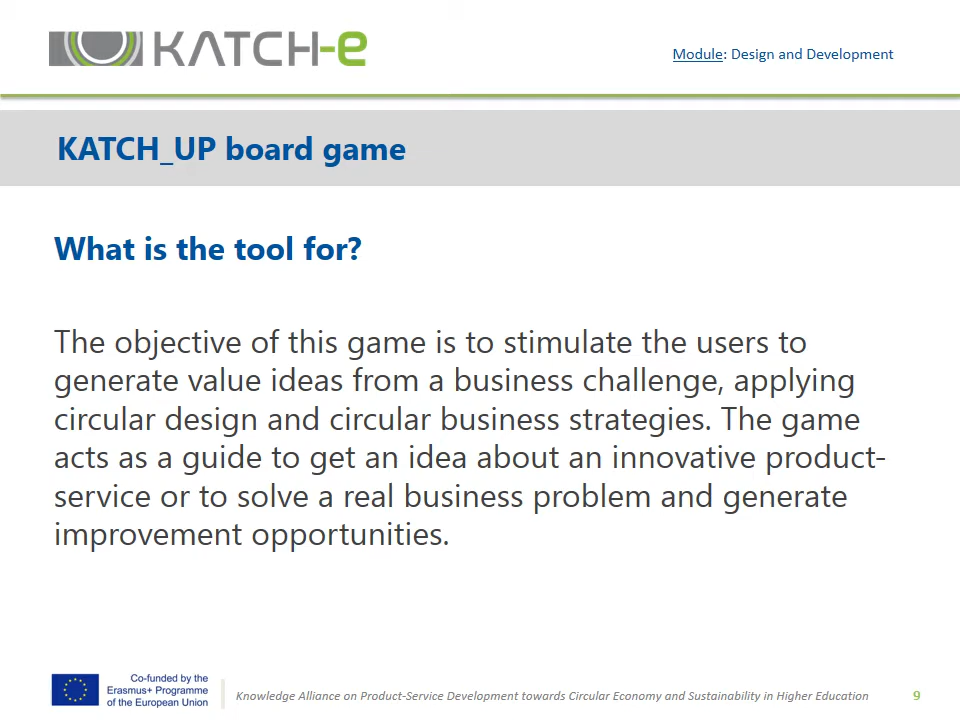 KATCH-e
Module: Design and Development
KATCH_UP board game
What is the tool for?
The objective of this game is to stimulate the users to
generate value ideas from a business challenge, applying
circular design and circular business strategies. The game
acts as a guide to get an idea about an innovative product-
service or to solve a real business problem and generate
improvement opportunities.
Co-funded by the
Erasmus+ Programme
of the European Union
Knowledge Alliance on Product-Service Development towards Circular Economy and Sustainability in Higher Education
9